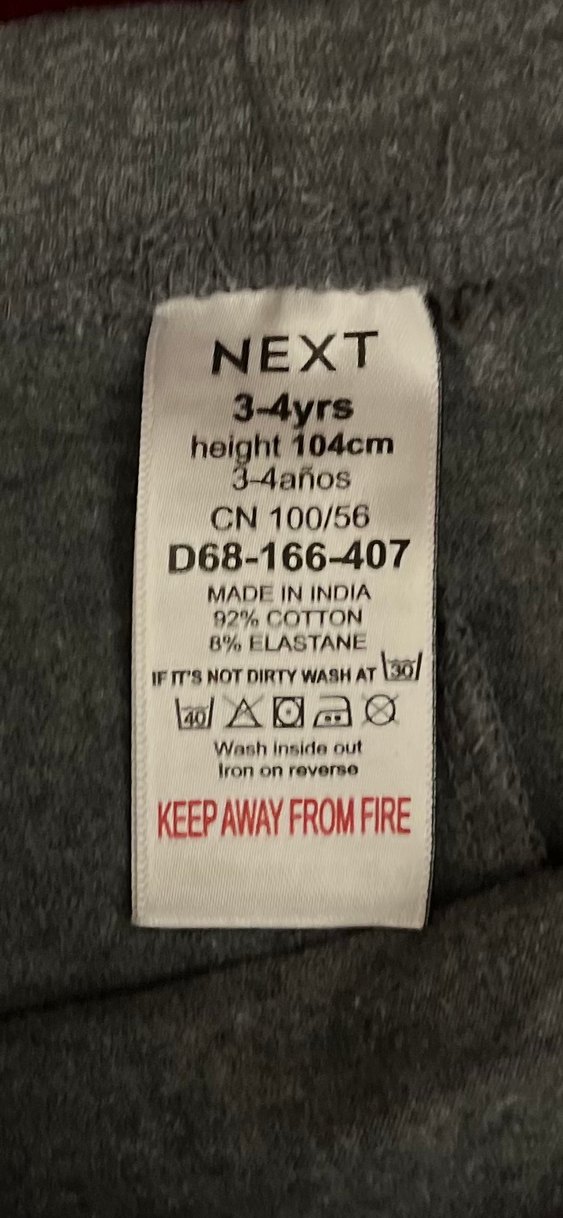 NEXT
3-4yrs
height 104cm
3-4años
CN 100/56
D68-166-407
MADE IN INDIA
92% COTTON
8% ELASTANE
IF IT'S NOT DIRTY WASH AT 30
40
Wash inside out
Iron on reverse
KEEP AWAY FROM FIRE